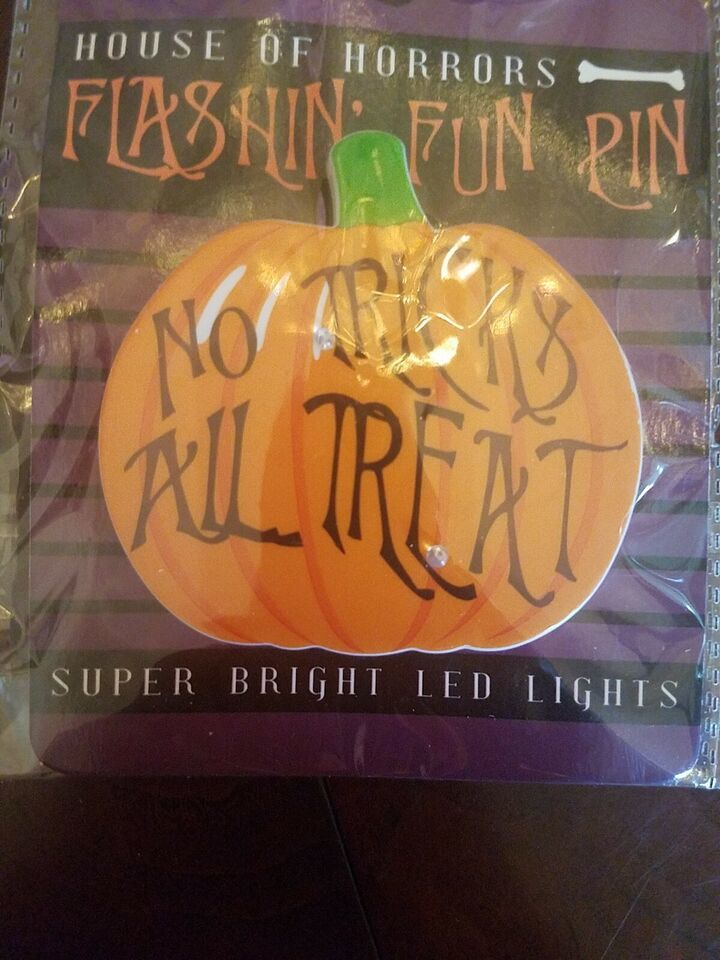 HOUSE OF HORRORS
FLASHIN' FUN PIN
NO TRICKS
ALL TREAT
SUPER BRIGHT LED LIGHTS